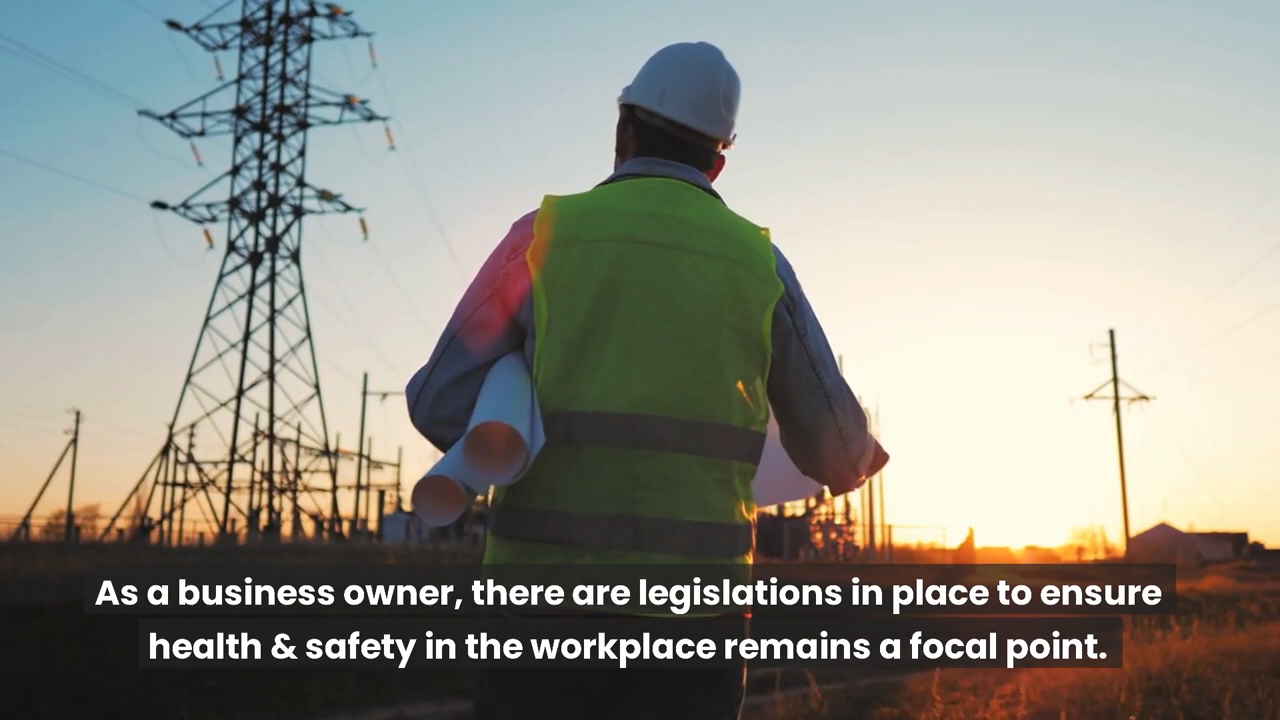 As a business owner, there are legislations in place to ensure
health & safety in the workplace remains a focal point.